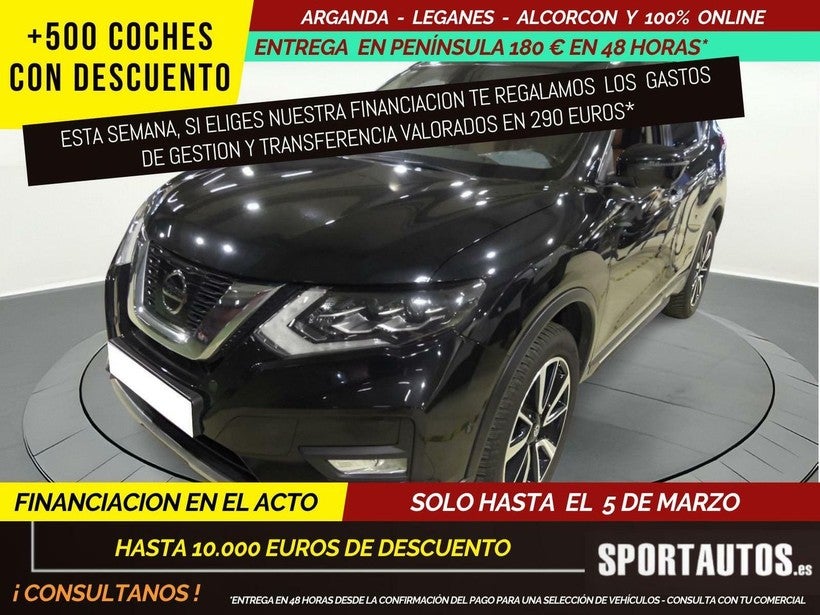 +500 COCHES
CON DESCUENTO
ARGANDA - LEGANES - ALCORCON Y 100% ONLINE
ENTREGA EN PENÍNSULA 180 € EN 48 HORAS*
ESTA SEMANA, SI ELIGES NUESTRA FINANCIACION TE REGALAMOS LOS GASTOS
DE GESTION Y TRANSFERENCIA VALORADOS EN 290 EUROS*
FINANCIACION EN EL ACTO
SOLO HASTA EL 5 DE MARZO
HASTA 10.000 EUROS DE DESCUENTO
SPORTAUTOS.es
¡ CONSULTANOS !
*ENTREGA EN 48 HORAS DESDE LA CONFIRMACIÓN DEL PAGO PARA UNA SELECCIÓN DE VEHÍCULOS - CONSULTA CON TU COMERCIAL